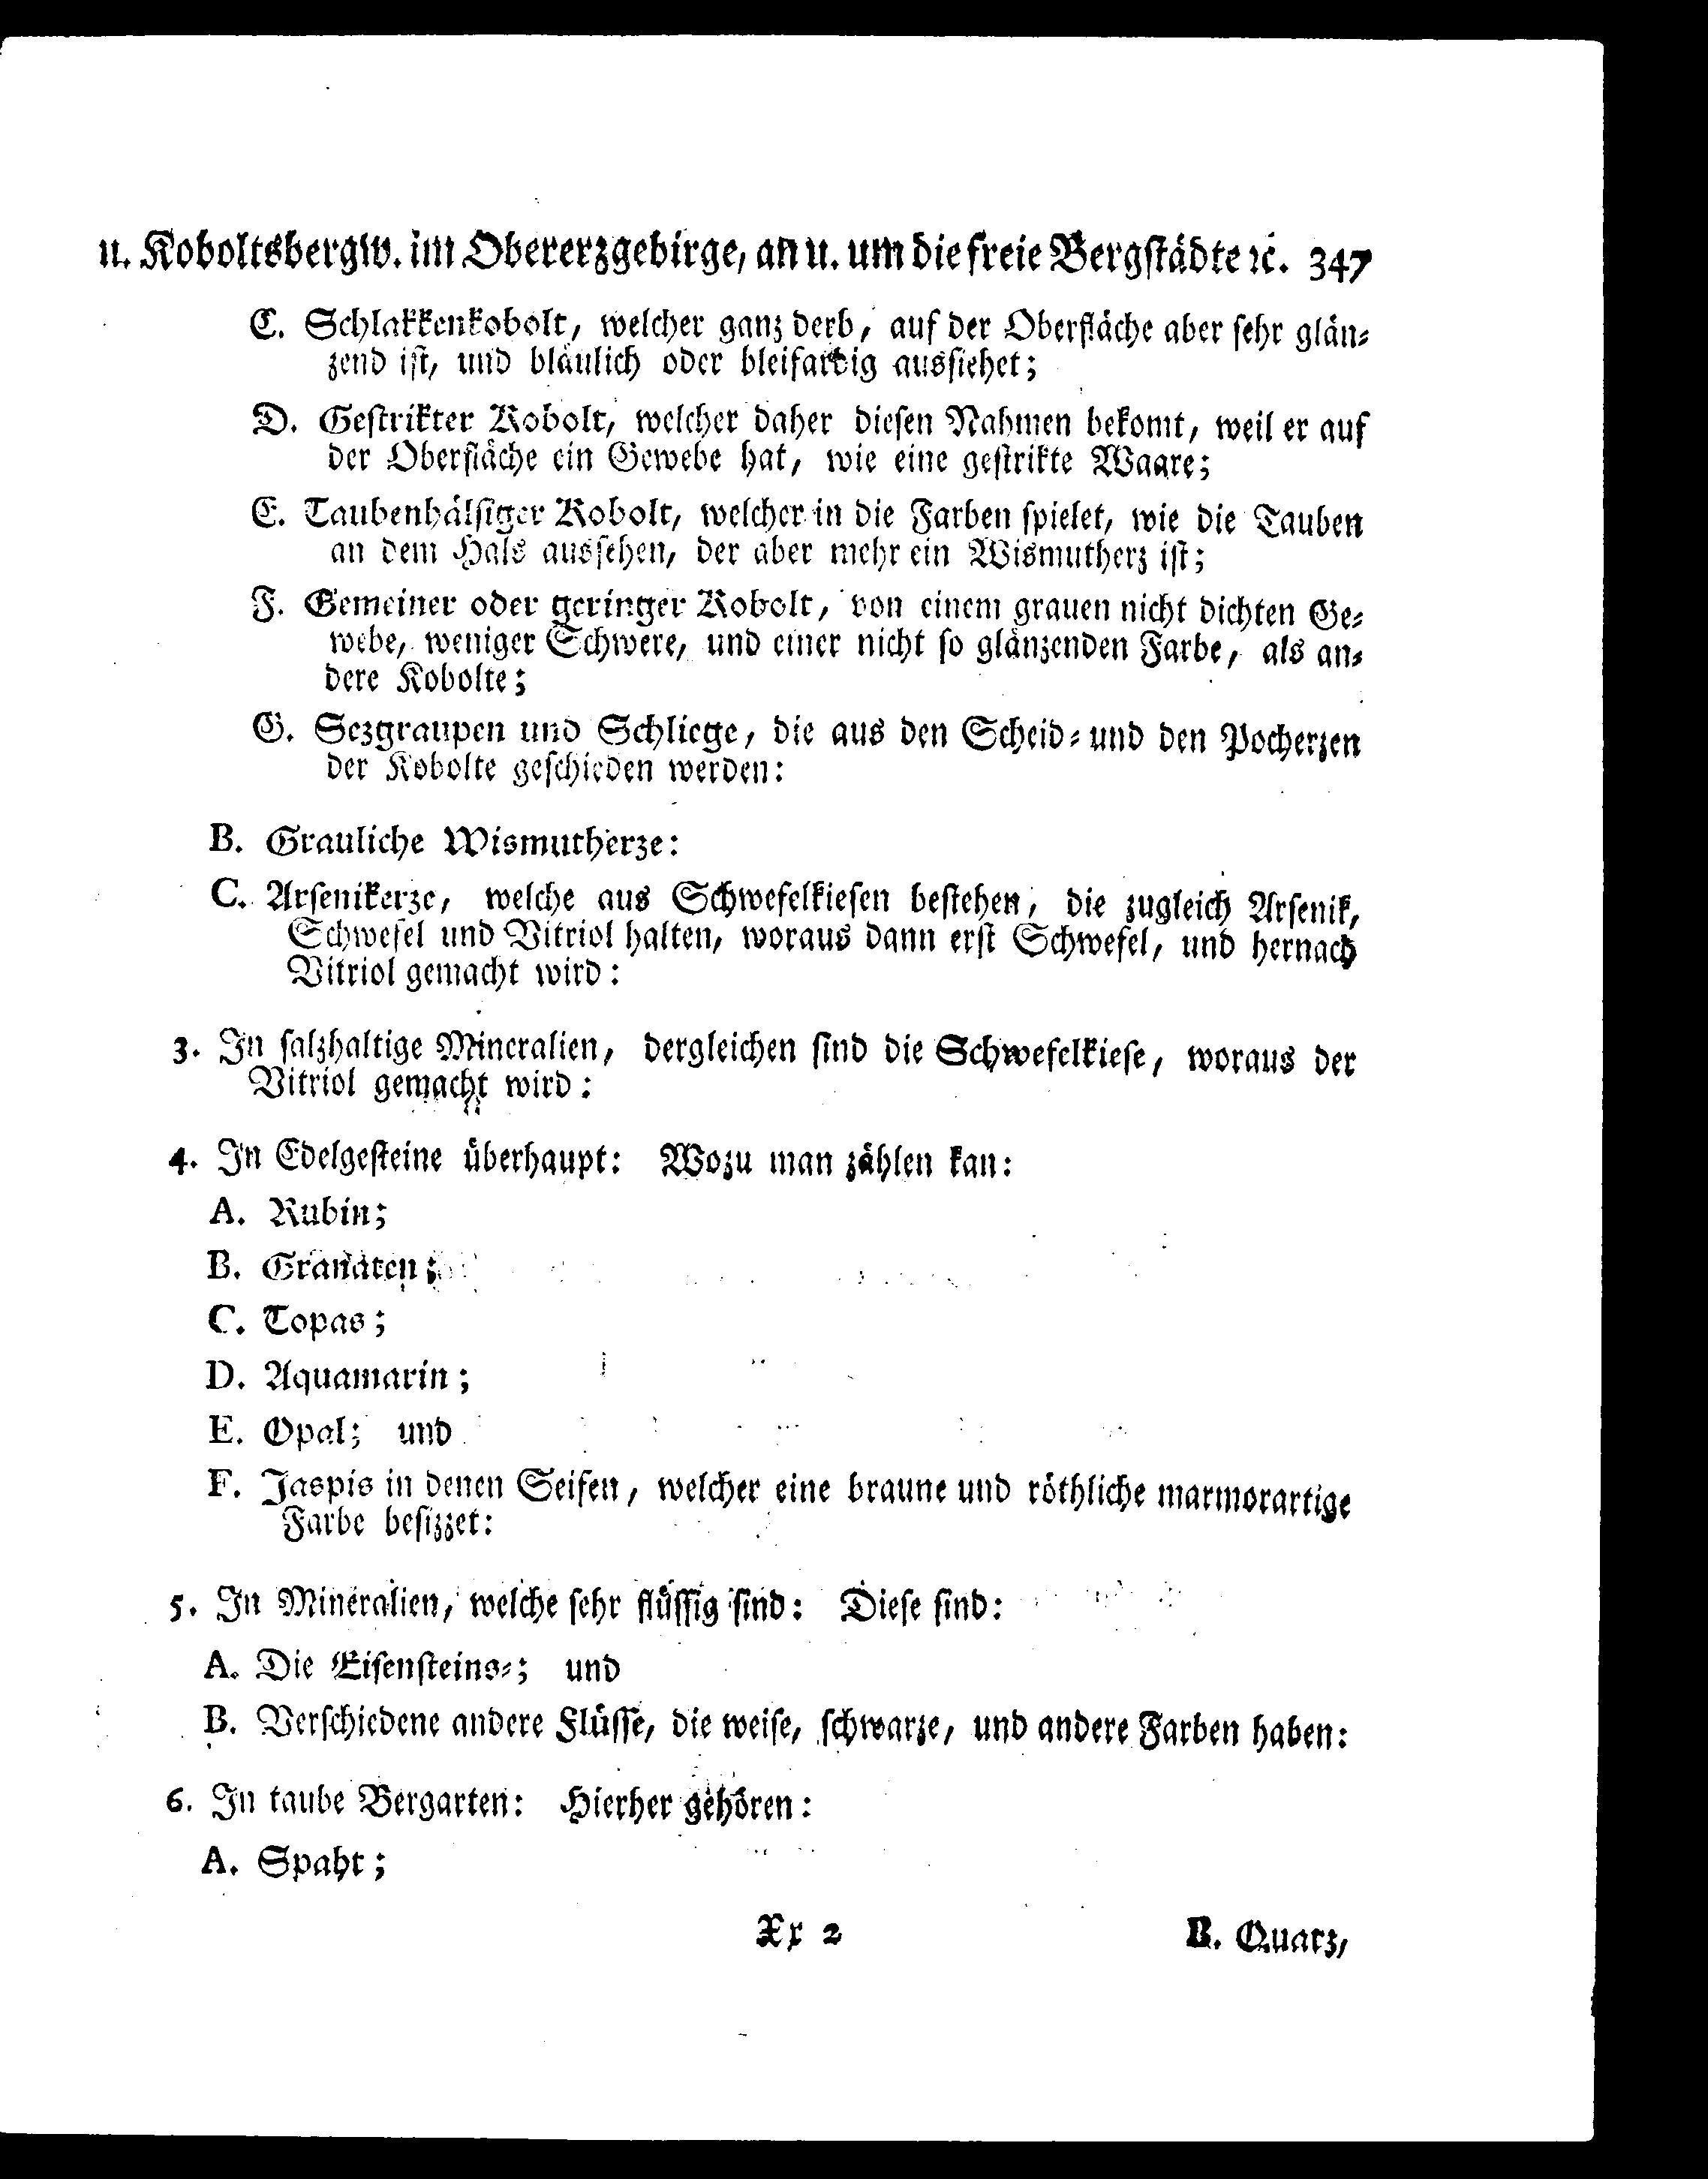 u. Koboltsbergw. im Obererzgebirge, an u. um die freie Bergstädte ꝛc. 347
C. Schlakkenkobolt, welcher ganz derb, auf der Oberfläche aber sehr glän-
zend ist, und bläulich oder bleifarbig aussiehet;
D. Gestrikter Kobolt, welcher daher diesen Nahmen bekomt, weil er auf
der Oberfläche ein Gewebe hat, wie eine gestrikte Waare;
E. Taubenhälsiger Kobolt, welcher in die Farben spielet, wie die Tauben
an dem Hals aussehen, der aber mehr ein Wismutherz ist;
F. Gemeiner oder geringer Kobolt, von einem grauen nicht dichten Ge-
webe, weniger Schwere, und einer nicht so glänzenden Farbe, als an-
dere Kobolte;
G. Sezgraupen und Schliege, die aus den Scheid- und den Pocherzen
der Kobolte geschieden werden:
B. Grauliche Wismutherze:
C. Arsenikerze, welche aus Schwefelkiesen bestehen, die zugleich Arsenik,
Schwefel und Vitriol halten, woraus dann erst Schwefel, und hernach
Vitriol gemacht wird:
3. In salzhaltige Mineralien, dergleichen sind die Schwefelkiese, woraus der
Vitriol gemacht wird:
4. In Edelgesteine überhaupt: Wozu man zählen kan:
A. Rubin;
B. Granaten;
C. Topas;
D. Aquamarin;
E. Opal; und
F. Jaspis in denen Seifen, welcher eine braune und röthliche marmorartige
Farbe besizzet:
5. In Mineralien, welche sehr flüssig sind: Diese sind:
A. Die Eisensteins-; und
B. Verschiedene andere Flüsse, die weise, schwarze, und andere Farben haben:
6. In taube Bergarten: Hierher gehören:
A. Spaht;
Xx 2 B. Quarz,